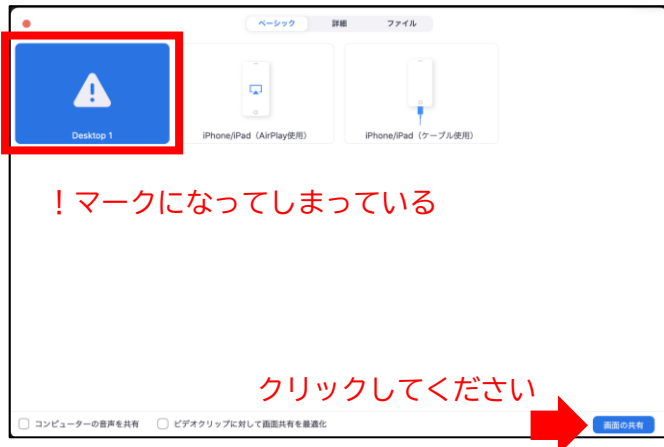 ベーシック 詳細 ファイル
Desktop 1 iPhone/iPad（AirPlay使用） iPhone/iPad（ケーブル使用）
！マークになってしまっている
クリックしてください
コンピューターの音声を共有 ビデオクリップに対して画面共有を最適化 画面の共有